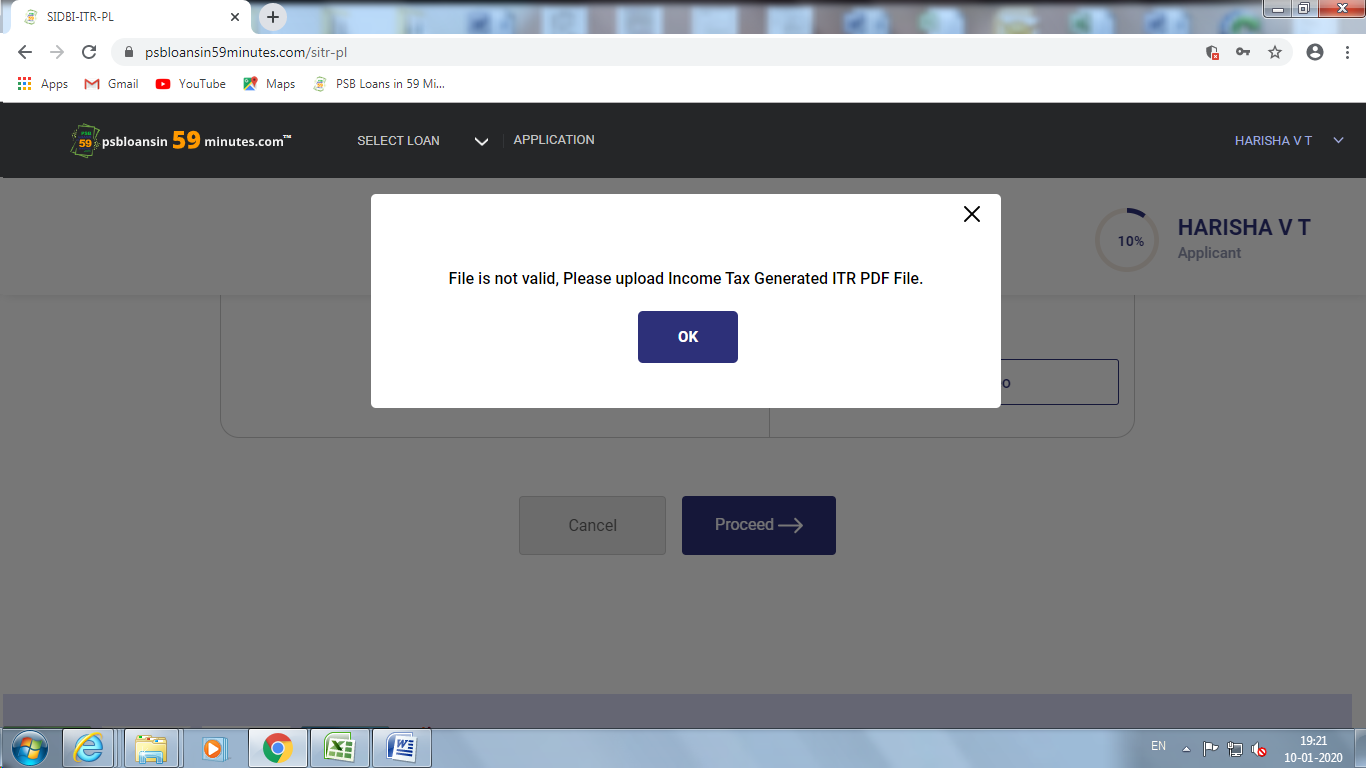 SIDBI-ITR-PL
psbloansin59minutes.com/sitr-pl
Apps Gmail YouTube Maps PSB Loans in 59 Mi...
PSB 59 psbloansin 59 minutes.com™ SELECT LOAN APPLICATION HARISHA V T
10% HARISHA V T
Applicant
File is not valid, Please upload Income Tax Generated ITR PDF File.
OK
Cancel Proceed
EN 19:21
10-01-2020